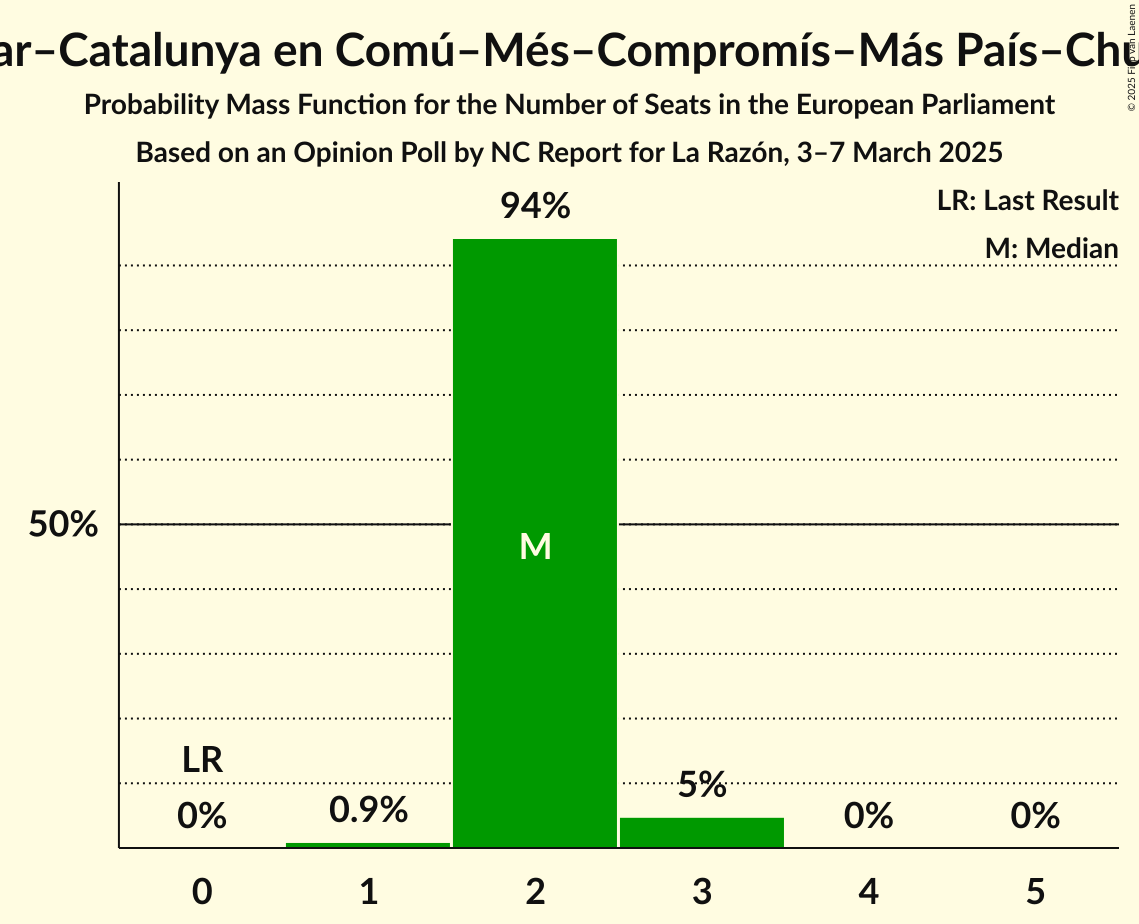 ar–Catalunya en Comú–Més–Compromís–Más País–Chu
© 2025 Filip van Laenen
Probability Mass Function for the Number of Seats in the European Parliament
Based on an Opinion Poll by NC Report for La Razón, 3–7 March 2025
LR: Last Result
M: Median
94%
50%
M
LR
0%
0.9%
5%
0%
0%
0 1 2 3 4 5